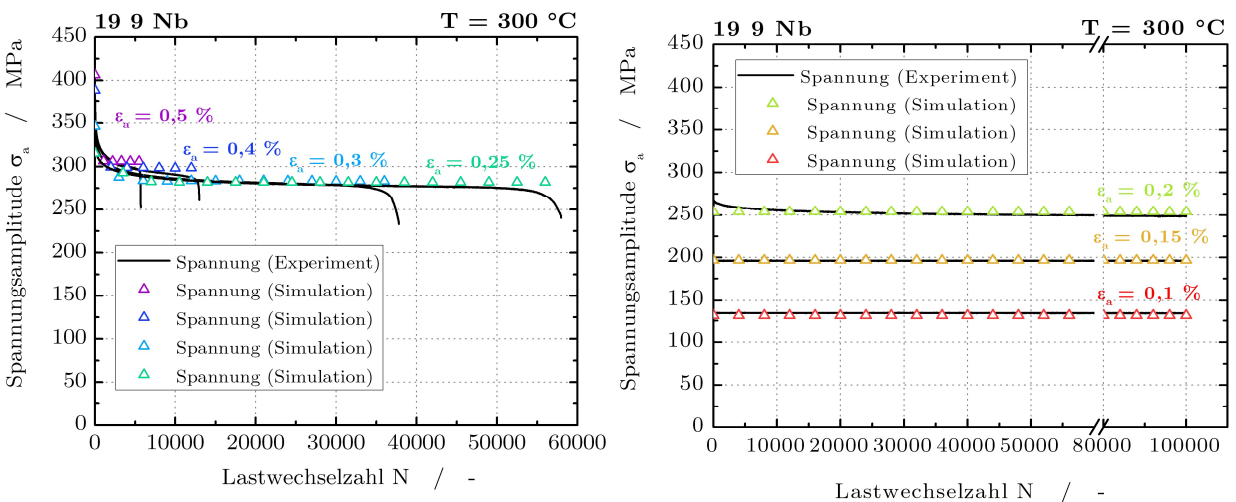 19 9 Nb T = 300 °C
450
400
350
300
250
200
150
100
50
0
Spannungsamplitude σa / MPa
εa = 0,5 %
εa = 0,4 %
εa = 0,3 %
εa = 0,25 %
Spannung (Experiment)
Spannung (Simulation)
Spannung (Simulation)
Spannung (Simulation)
Spannung (Simulation)
0 10000 20000 30000 40000 50000 60000
Lastwechselzahl N / -
19 9 Nb T = 300 °C
450
400
350
300
250
200
150
100
50
0
Spannungsamplitude σa / MPa
Spannung (Experiment)
Spannung (Simulation)
Spannung (Simulation)
Spannung (Simulation)
εa = 0,2 %
εa = 0,15 %
εa = 0,1 %
0 10000 20000 30000 40000 50000 100000
Lastwechselzahl N / -